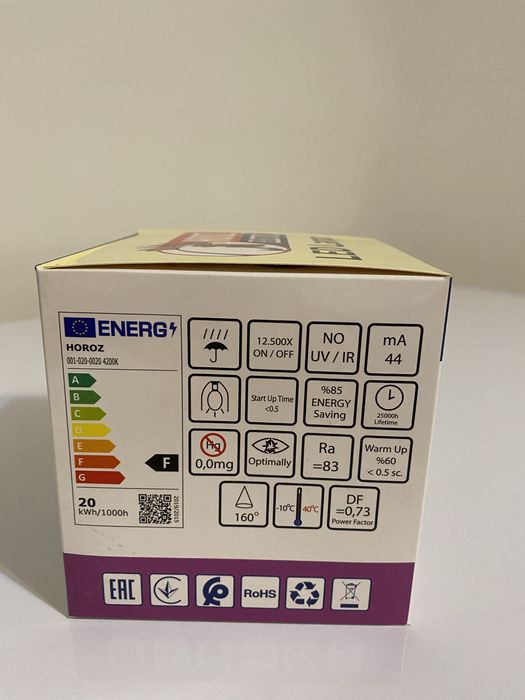 LED
ENERG
HOROZ
001-020-0020 4200K
A
B
C
D
E
F
G
F
20
kWh/1000h
2019/2015
12.500X
ON / OFF
NO
UV / IR
mA
44
Start Up Time
<0.5
%85
ENERGY
Saving
25000h
Lifetime
Hg
0,0mg
Optimally
Ra
=83
Warm Up
%60
< 0.5 sc.
160°
-10°C
40°C
DF
=0,73
Power Factor
EAC
RoHS